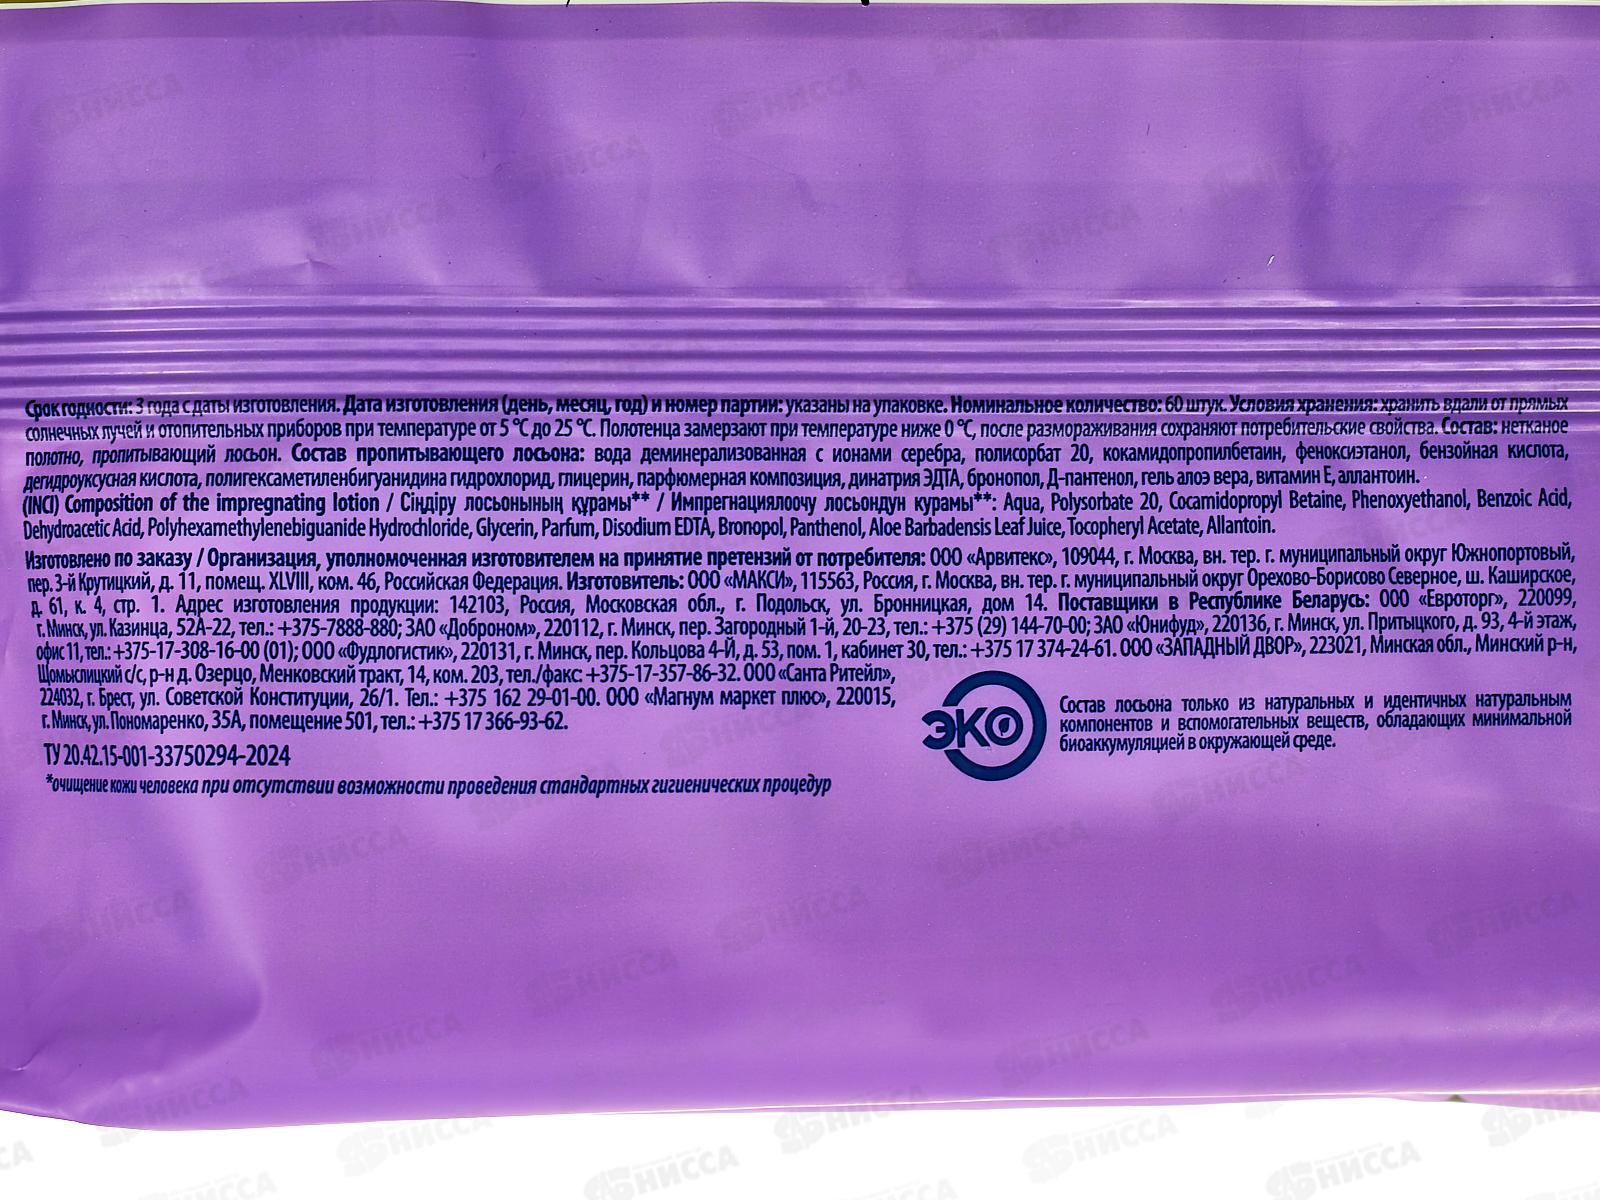 Срок годности: 3 года с даты изготовления. Дата изготовления (день, месяц, год) и номер партии: указаны на упаковке. Номинальное количество: 60 штук. Условия хранения: хранить вдали от прямых
солнечных лучей и отопительных приборов при температуре от 5 °C до 25 °C. Полотенца замерзают при температуре ниже 0 °C, после размораживания сохраняют потребительские свойства. Состав: нетканое
полотно, пропитывающий лосьон. Состав пропитывающего лосьона: вода деминерализованная с ионами серебра, полисорбат 20, кокамидопропилбетаин, феноксиэтанол, бензойная кислота,
дегидроуксусная кислота, полигексаметиленбигуанидина гидрохлорид, глицерин, парфюмерная композиция, динатрия ЭДТА, бронопол, Д-пантенол, гель алоэ вера, витамин Е, аллантоин.
(INCI) Composition of the impregnating lotion / Сіңдіру лосьонының құрамы** / Импрегнациялоочу лосьондун курамы**: Aqua, Polysorbate 20, Cocamidopropyl Betaine, Phenoxyethanol, Benzoic Acid,
Dehydroacetic Acid, Polyhexamethylenebiguanide Hydrochloride, Glycerin, Parfum, Disodium EDTA, Bronopol, Panthenol, Aloe Barbadensis Leaf Juice, Tocopheryl Acetate, Allantoin.
Изготовлено по заказу / Организация, уполномоченная изготовителем на принятие претензий от потребителя: ООО «Арвитекс», 109044, г. Москва, вн. тер. г. муниципальный округ Южнопортовый,
пер. 3-й Крутицкий, д. 11, помещ. XLVIII, ком. 46, Российская Федерация. Изготовитель: ООО «МАКСИ», 115563, Россия, г. Москва, вн. тер. г. муниципальный округ Орехово-Борисово Северное, ш. Каширское,
д. 61, к. 4, стр. 1. Адрес изготовления продукции: 142103, Россия, Московская обл., г. Подольск, ул. Бронницкая, дом 14. Поставщики в Республике Беларусь: ООО «Евроторг», 220099,
г. Минск, ул. Казинца, 52А-22, тел.: +375-7888-880; ЗАО «Доброном», 220112, г. Минск, пер. Загородный 1-й, 20-23, тел.: +375 (29) 144-70-00; ЗАО «Юнифуд», 220136, г. Минск, ул. Притыцкого, д. 93, 4-й этаж,
офис 11, тел.: +375-17-308-16-00 (01); ООО «Фудлогистик», 220131, г. Минск, пер. Кольцова 4-Й, д. 53, пом. 1, кабинет 30, тел.: +375 17 374-24-61. ООО «ЗАПАДНЫЙ ДВОР», 223021, Минская обл., Минский р-н,
Щомыслицкий с/с, р-н д. Озерцо, Менковский тракт, 14, ком. 203, тел./факс: +375-17-357-86-32. ООО «Санта Ритейл»,
224032, г. Брест, ул. Советской Конституции, 26/1. Тел.: +375 162 29-01-00. ООО «Магнум маркет плюс», 220015,
г. Минск, ул. Пономаренко, 35А, помещение 501, тел.: +375 17 366-93-62.
ТУ 20.42.15-001-33750294-2024
*очищение кожи человека при отсутствии возможности проведения стандартных гигиенических процедур
ЭКО
Состав лосьона только из натуральных и идентичных натуральным
компонентов и вспомогательных веществ, обладающих минимальной
биоаккумуляцией в окружающей среде.
НИССА